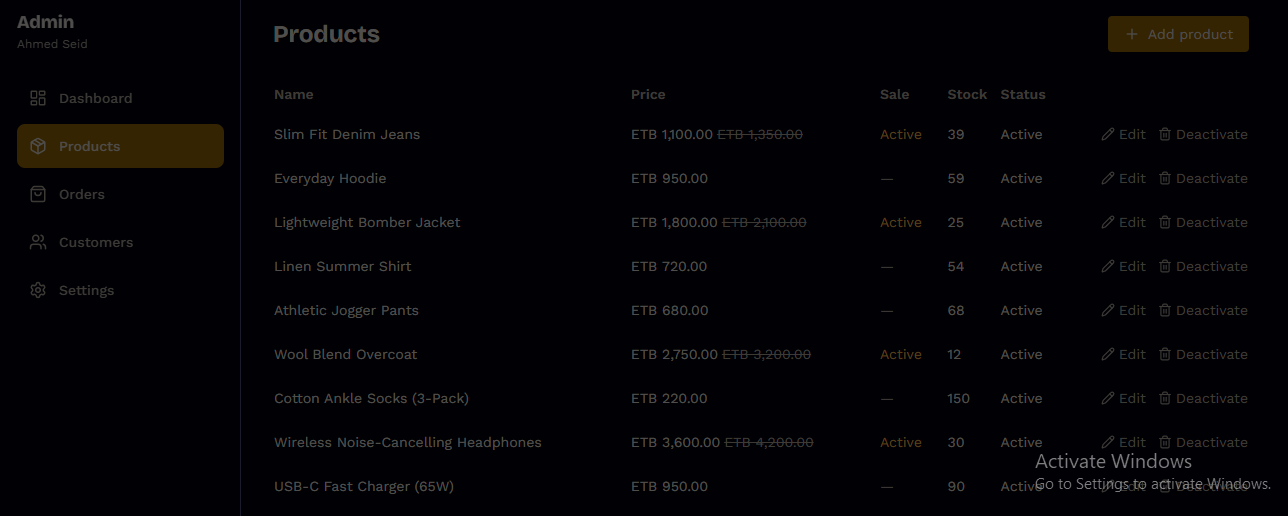 Admin
Ahmed Seid
Dashboard
Products
Orders
Customers
Settings
Products
+ Add product
Name Price Sale Stock Status
Slim Fit Denim Jeans ETB 1,100.00 ETB 1,350.00 Active 39 Active Edit Deactivate
Everyday Hoodie ETB 950.00 — 59 Active Edit Deactivate
Lightweight Bomber Jacket ETB 1,800.00 ETB 2,100.00 Active 25 Active Edit Deactivate
Linen Summer Shirt ETB 720.00 — 54 Active Edit Deactivate
Athletic Jogger Pants ETB 680.00 — 68 Active Edit Deactivate
Wool Blend Overcoat ETB 2,750.00 ETB 3,200.00 Active 12 Active Edit Deactivate
Cotton Ankle Socks (3-Pack) ETB 220.00 — 150 Active Edit Deactivate
Wireless Noise-Cancelling Headphones ETB 3,600.00 ETB 4,200.00 Active 30 Active Edit Deactivate
USB-C Fast Charger (65W) ETB 950.00 — 90 Active Edit Deactivate
Activate Windows
Go to Settings to activate Windows.